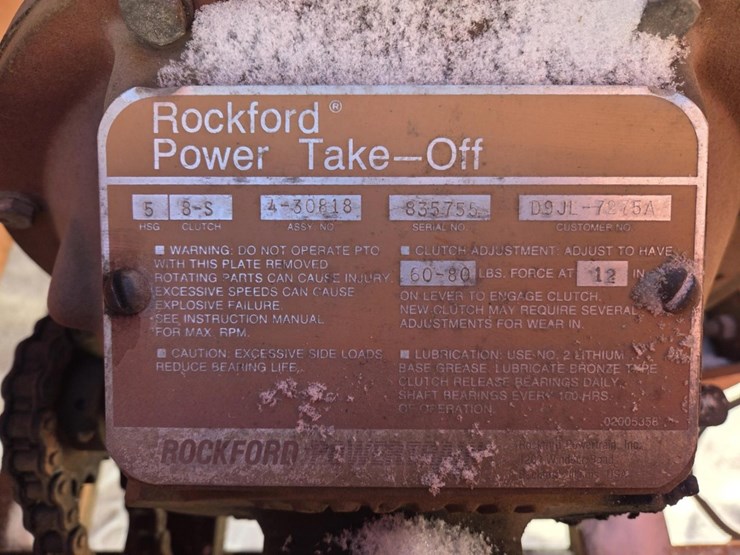 Rockford®
Power Take-Off
5 8-S 4-30818 835755 D9JL-7275A
HSG CLUTCH ASSY NO SERIAL NO. CUSTOMER NO
WARNING: DO NOT OPERATE PTO
WITH THIS PLATE REMOVED
ROTATING PARTS CAN CAUSE INJURY.
EXCESSIVE SPEEDS CAN CAUSE
EXPLOSIVE FAILURE
SEE INSTRUCTION MANUAL
FOR MAX. RPM.
CAUTION: EXCESSIVE SIDE LOADS
REDUCE BEARING LIFE.
CLUTCH ADJUSTMENT: ADJUST TO HAVE
60-80 LBS. FORCE AT 12 IN
ON LEVER TO ENGAGE CLUTCH.
NEW CLUTCH MAY REQUIRE SEVERAL
ADJUSTMENTS FOR WEAR IN.
LUBRICATION: USE NO. 2 LITHIUM
BASE GREASE. LUBRICATE BRONZE TYPE
CLUTCH RELEASE BEARINGS DAILY,
SHAFT BEARINGS EVERY 100 HRS.
OF OPERATION.
02005358
ROCKFORD